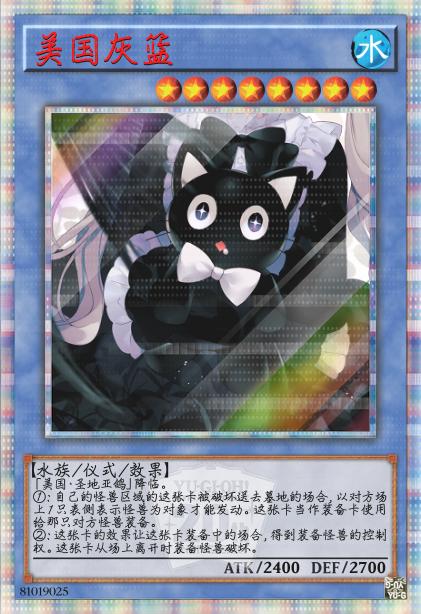 美国灰篮
水
【水族/仪式/效果】
「美国·圣地亚鸽」降临。
①:自己的怪兽区域的这张卡被破坏送去墓地的场合,以对方场
上1只表侧表示怪兽为对象才能发动。这张卡当作装备卡使用
给那只对方怪兽装备。
②:这张卡的效果让这张卡装备中的场合,得到装备怪兽的控制
权。这张卡从场上离开时装备怪兽破坏。
ATK/2400 DEF/2700
81019025